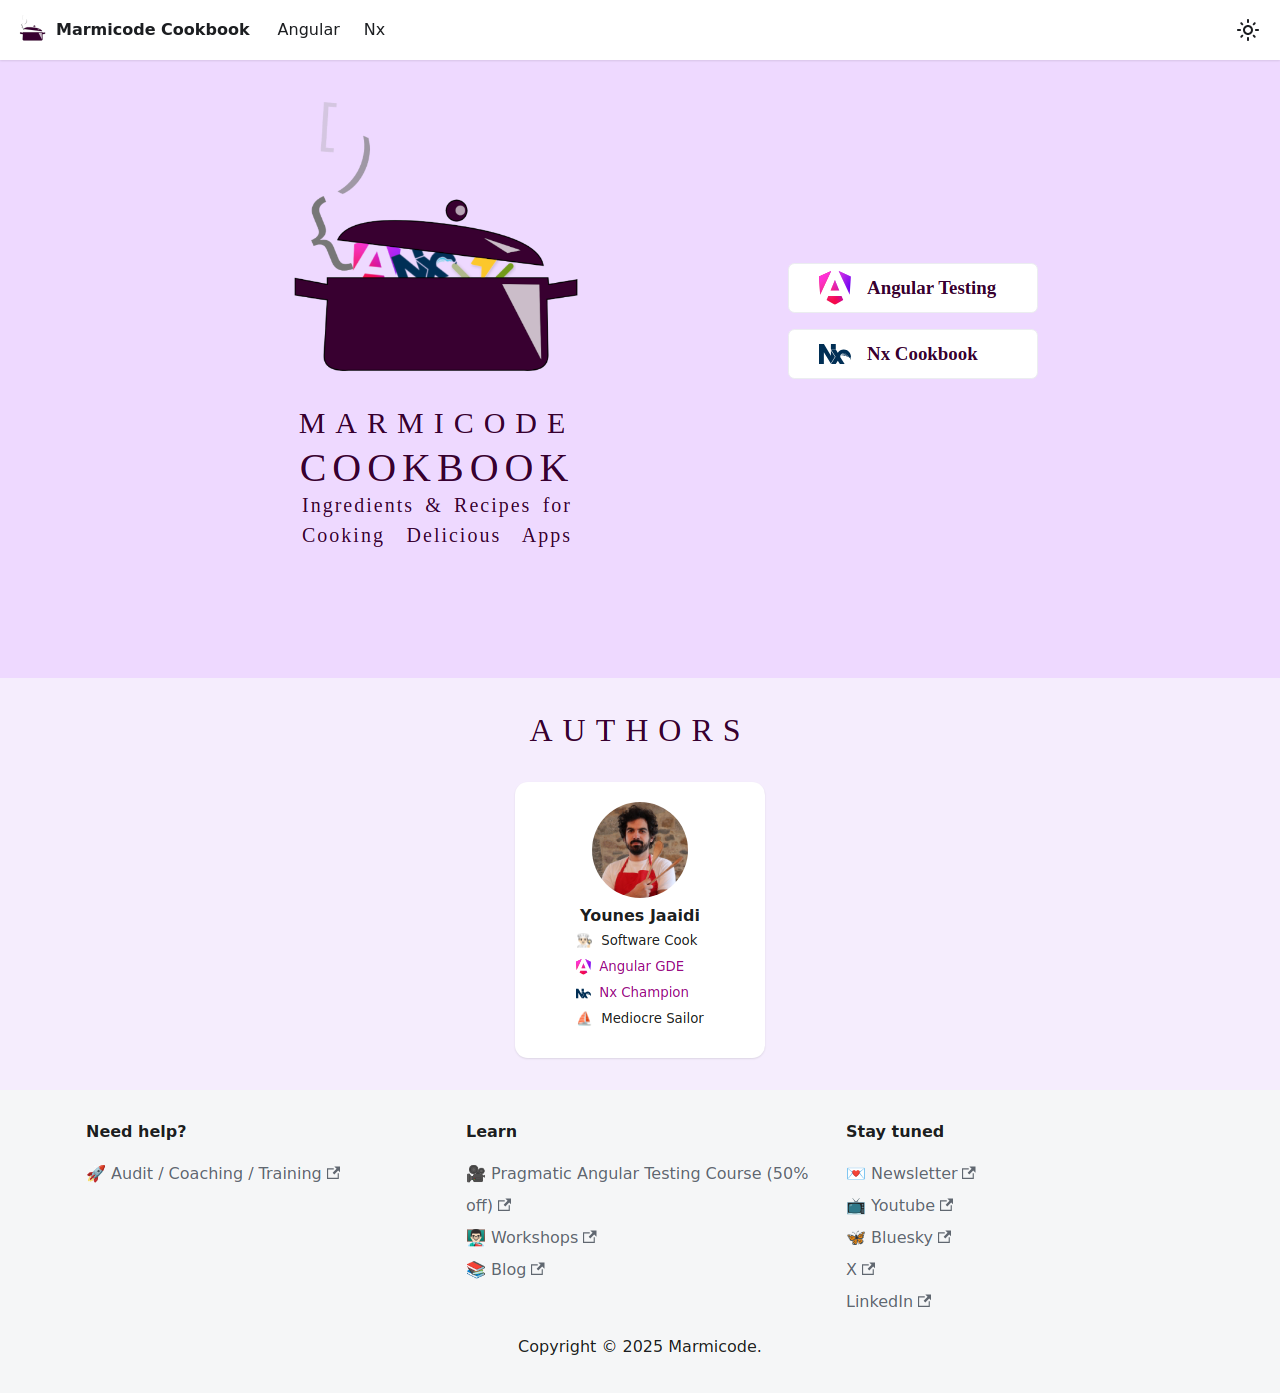 Marmicode Cookbook
Angular
Nx
[
)
{
MARMICODE
COOKBOOK
Ingredients & Recipes for
Cooking Delicious Apps
Angular Testing
Nx Cookbook
AUTHORS
Younes Jaaidi
👨🏻‍🍳 Software Cook
Angular GDE
Nx Champion
⛵️ Mediocre Sailor
Need help?
🚀 Audit / Coaching / Training
Learn
🎥 Pragmatic Angular Testing Course (50%
off)
👨🏻‍🏫 Workshops
📚 Blog
Stay tuned
💌 Newsletter
📺 Youtube
🦋 Bluesky
X
LinkedIn
Copyright © 2025 Marmicode.